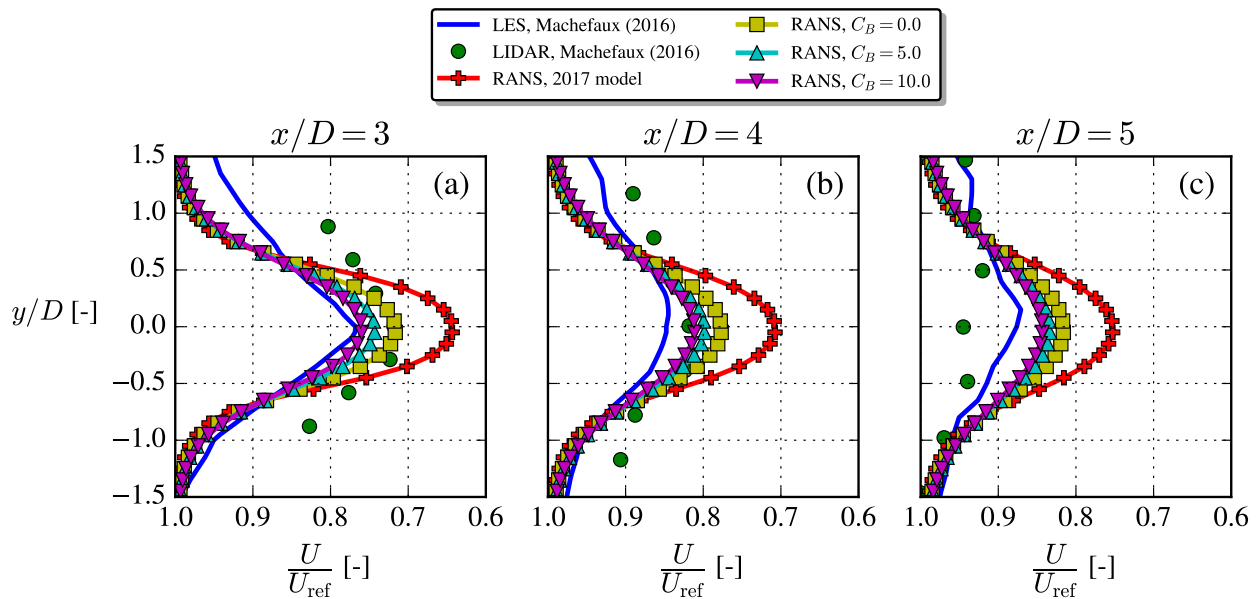 LES, Machefaux (2016)
LIDAR, Machefaux (2016)
RANS, 2017 model
RANS, C_B = 0.0
RANS, C_B = 5.0
RANS, C_B = 10.0
x/D = 3
x/D = 4
x/D = 5
(a)
(b)
(c)
1.5
1.0
0.5
0.0
−0.5
−1.0
−1.5
y/D [-]
1.0 0.9 0.8 0.7 0.6
1.0 0.9 0.8 0.7 0.6
1.0 0.9 0.8 0.7 0.6
U/U_ref [-]
U/U_ref [-]
U/U_ref [-]